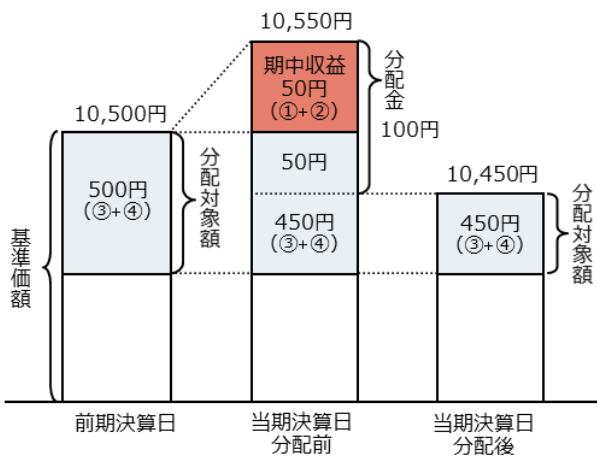 10,550円
期中収益
50円
（①+②）
分配金
100円
10,500円
500円
（③+④）
分配対象額
基準価額
50円
450円
（③+④）
10,450円
450円
（③+④）
分配対象額
前期決算日
当期決算日
分配前
当期決算日
分配後